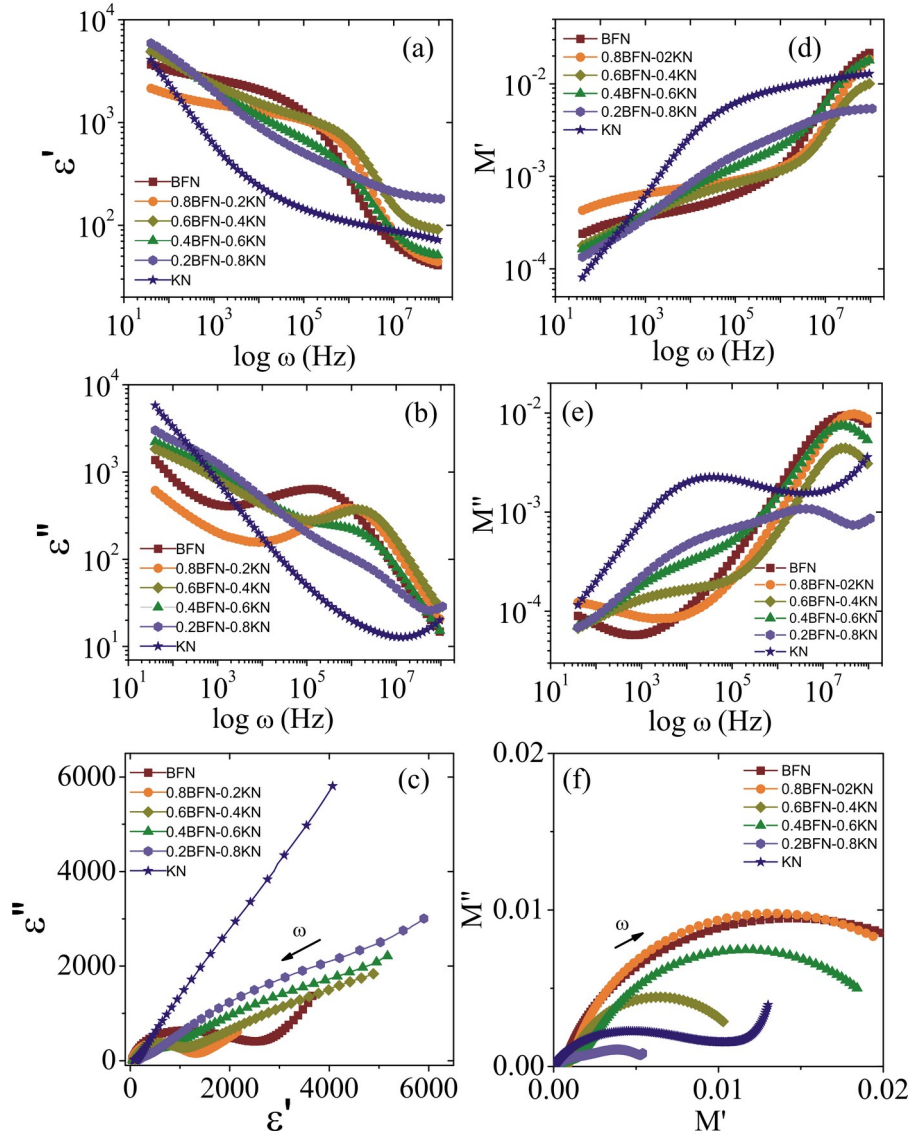 (a)
10⁴
10³
10²
ε'
BFN
0.8BFN-0.2KN
0.6BFN-0.4KN
0.4BFN-0.6KN
0.2BFN-0.8KN
KN
10¹ 10³ 10⁵ 10⁷
log ω (Hz)
(d)
10⁻²
10⁻³
10⁻⁴
M'
BFN
0.8BFN-02KN
0.6BFN-0.4KN
0.4BFN-0.6KN
0.2BFN-0.8KN
KN
10¹ 10³ 10⁵ 10⁷
log ω (Hz)
(b)
10⁴
10³
10²
10¹
ε''
BFN
0.8BFN-0.2KN
0.6BFN-0.4KN
0.4BFN-0.6KN
0.2BFN-0.8KN
KN
10¹ 10³ 10⁵ 10⁷
log ω (Hz)
(e)
10⁻²
10⁻³
10⁻⁴
M''
BFN
0.8BFN-02KN
0.6BFN-0.4KN
0.4BFN-0.6KN
0.2BFN-0.8KN
KN
10¹ 10³ 10⁵ 10⁷
log ω (Hz)
(c)
6000
4000
2000
0
ε''
BFN
0.8BFN-0.2KN
0.6BFN-0.4KN
0.4BFN-0.6KN
0.2BFN-0.8KN
KN
ω
0 2000 4000 6000
ε'
(f)
0.02
0.01
0.00
M''
BFN
0.8BFN-02KN
0.6BFN-0.4KN
0.4BFN-0.6KN
0.2BFN-0.8KN
KN
ω
0.00 0.01 0.02
M'